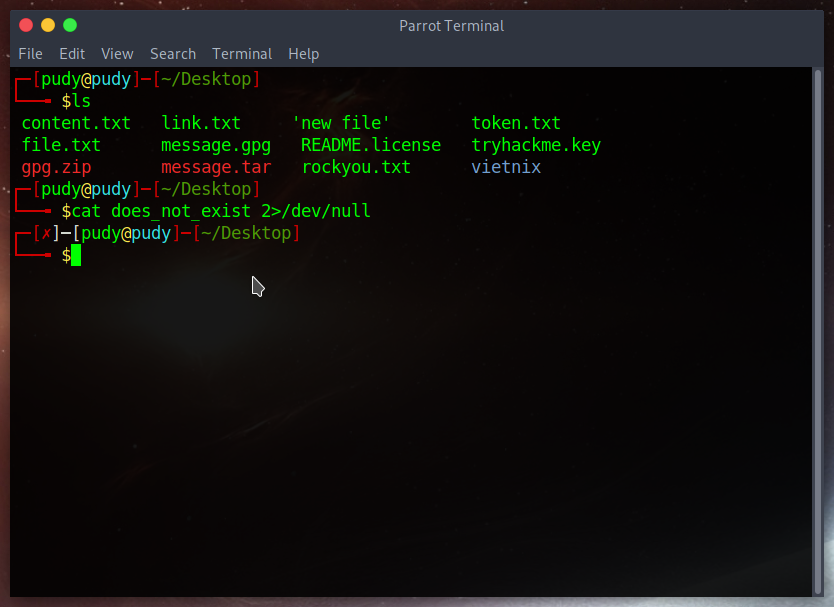 Parrot Terminal
File Edit View Search Terminal Help
┌─[pudy@pudy]─[~/Desktop]
└──╼ $ls
content.txt   link.txt     'new file'        token.txt
file.txt      message.gpg   README.license   tryhackme.key
gpg.zip       message.tar   rockyou.txt      vietnix
┌─[pudy@pudy]─[~/Desktop]
└──╼ $cat does_not_exist 2>/dev/null
┌─[✗]─[pudy@pudy]─[~/Desktop]
└──╼ $